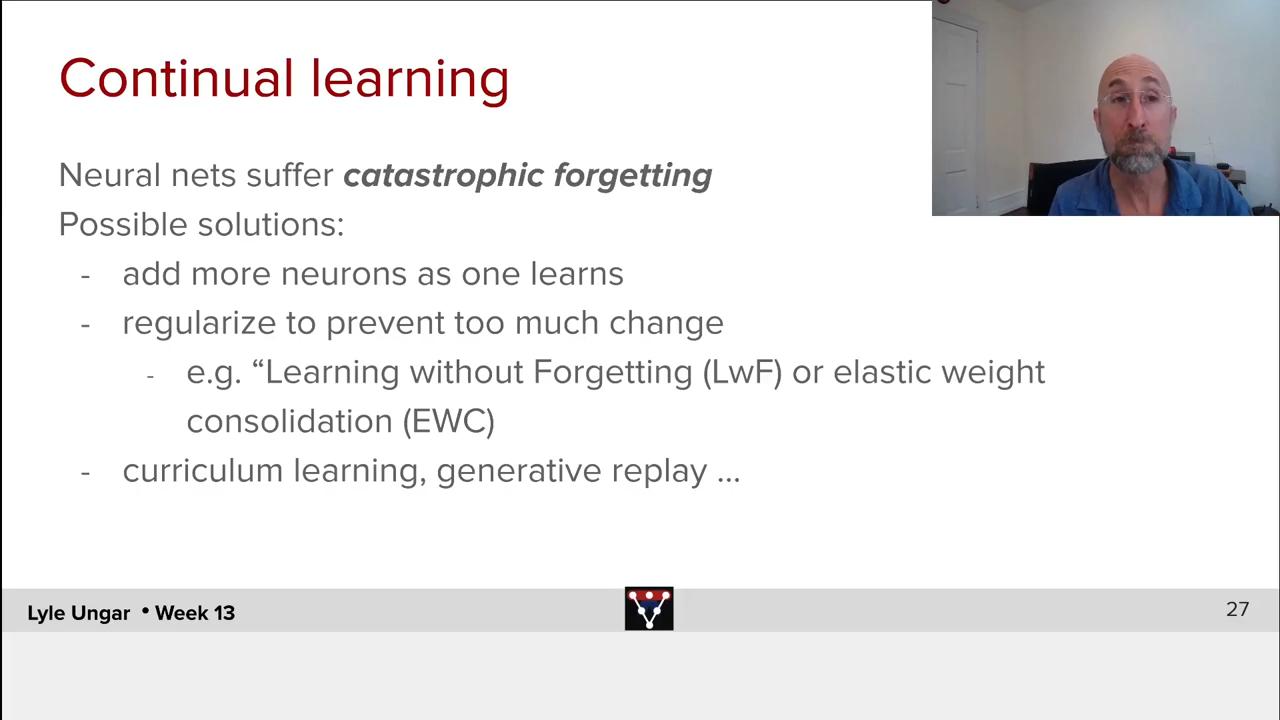 Continual learning
Neural nets suffer catastrophic forgetting
Possible solutions:
- add more neurons as one learns
- regularize to prevent too much change
- e.g. “Learning without Forgetting (LwF) or elastic weight
consolidation (EWC)
- curriculum learning, generative replay ...
Lyle Ungar • Week 13
27